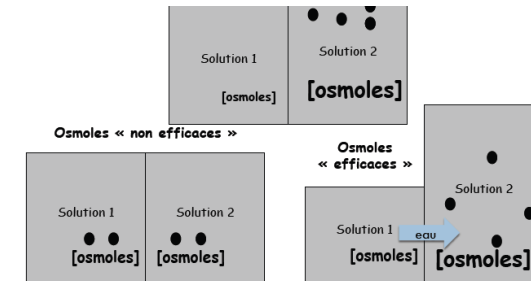 Solution 1
Solution 2
[osmoles]
[osmoles]
Osmoles « non efficaces »
Osmoles
« efficaces »
Solution 1
Solution 2
[osmoles]
[osmoles]
Solution 1
eau
Solution 2
[osmoles]
[osmoles]